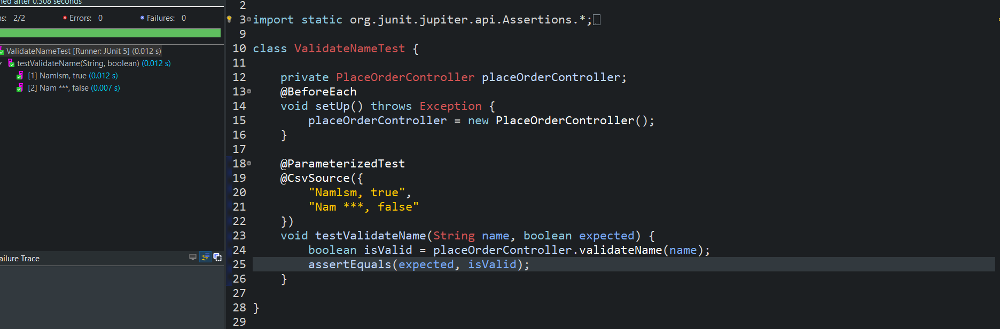 ned after 0.308 seconds
ns: 2/2 Errors: 0 Failures: 0
ValidateNameTest [Runner: JUnit 5] (0.012 s)
testValidateName(String, boolean) (0.012 s)
[1] Namlsm, true (0.012 s)
[2] Nam ***, false (0.007 s)
ailure Trace
2
3 import static org.junit.jupiter.api.Assertions.*;
9
10 class ValidateNameTest {
11
12 private PlaceOrderController placeOrderController;
13 @BeforeEach
14 void setUp() throws Exception {
15 placeOrderController = new PlaceOrderController();
16 }
17
18 @ParameterizedTest
19 @CsvSource({
20 "Namlsm, true",
21 "Nam ***, false"
22 })
23 void testValidateName(String name, boolean expected) {
24 boolean isValid = placeOrderController.validateName(name);
25 assertEquals(expected, isValid);
26 }
27
28 }
29